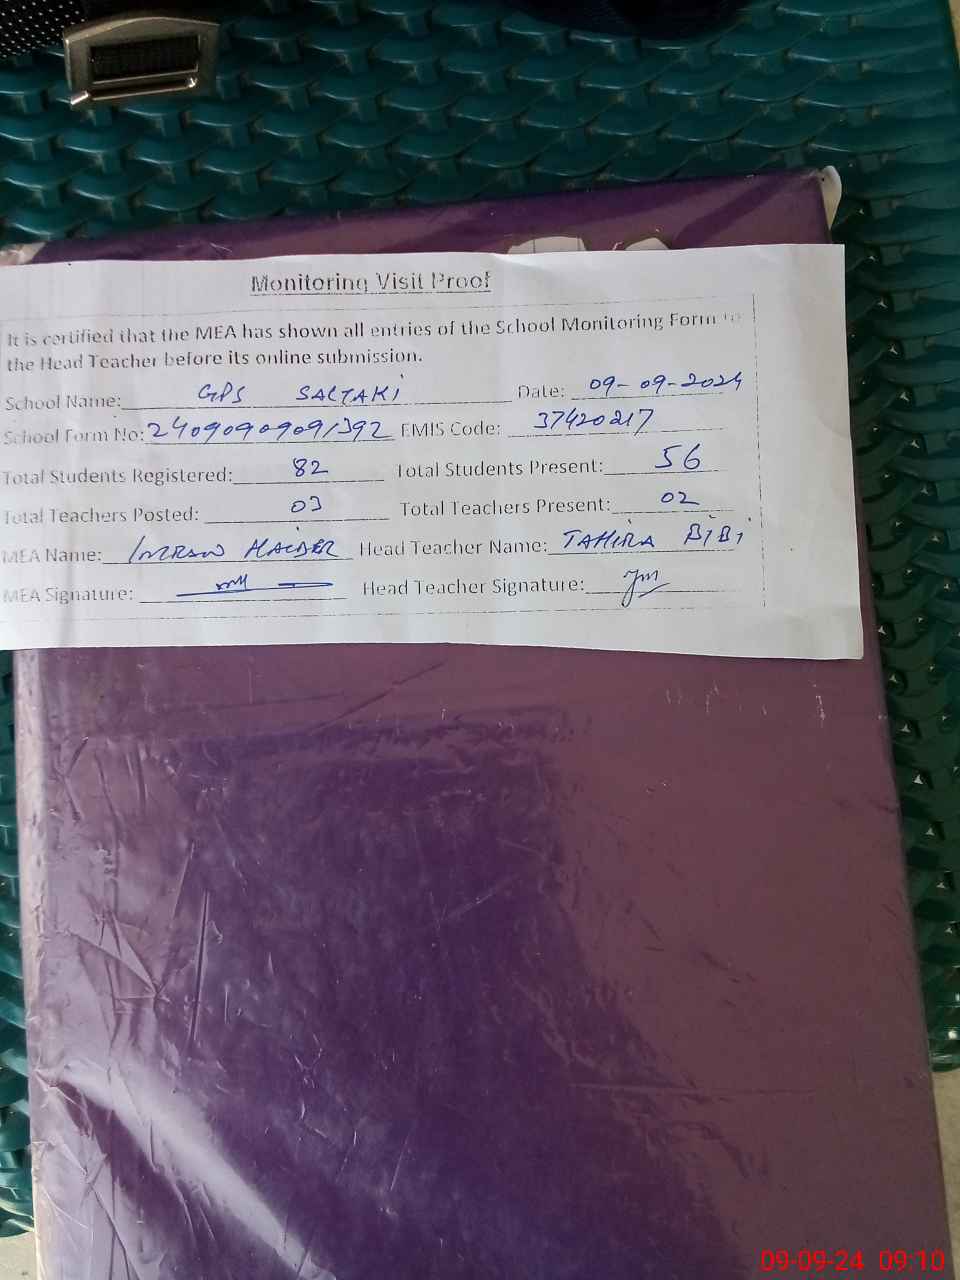 Monitoring Visit Proof
It is certified that the MEA has shown all entries of the School Monitoring Form to
the Head Teacher before its online submission.
School Name: GPS SALTAKI Date: 09-09-2024
School Form No: 24090909091392 EMIS Code: 37420217
Total Students Registered: 82 Total Students Present: 56
Total Teachers Posted: 03 Total Teachers Present: 02
MEA Name: IMRAN HAIDER Head Teacher Name: TAHIRA BIBI
MEA Signature: Head Teacher Signature:
09-09-24 09:10